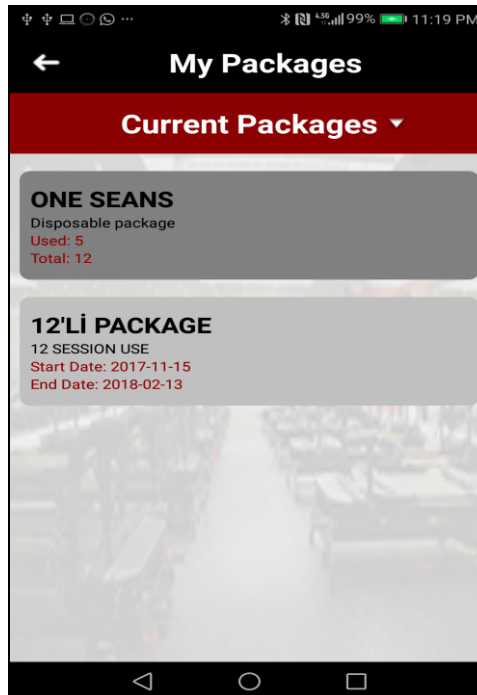 99% 11:19 PM
My Packages
Current Packages
ONE SEANS
Disposable package
Used: 5
Total: 12
12'Lİ PACKAGE
12 SESSION USE
Start Date: 2017-11-15
End Date: 2018-02-13